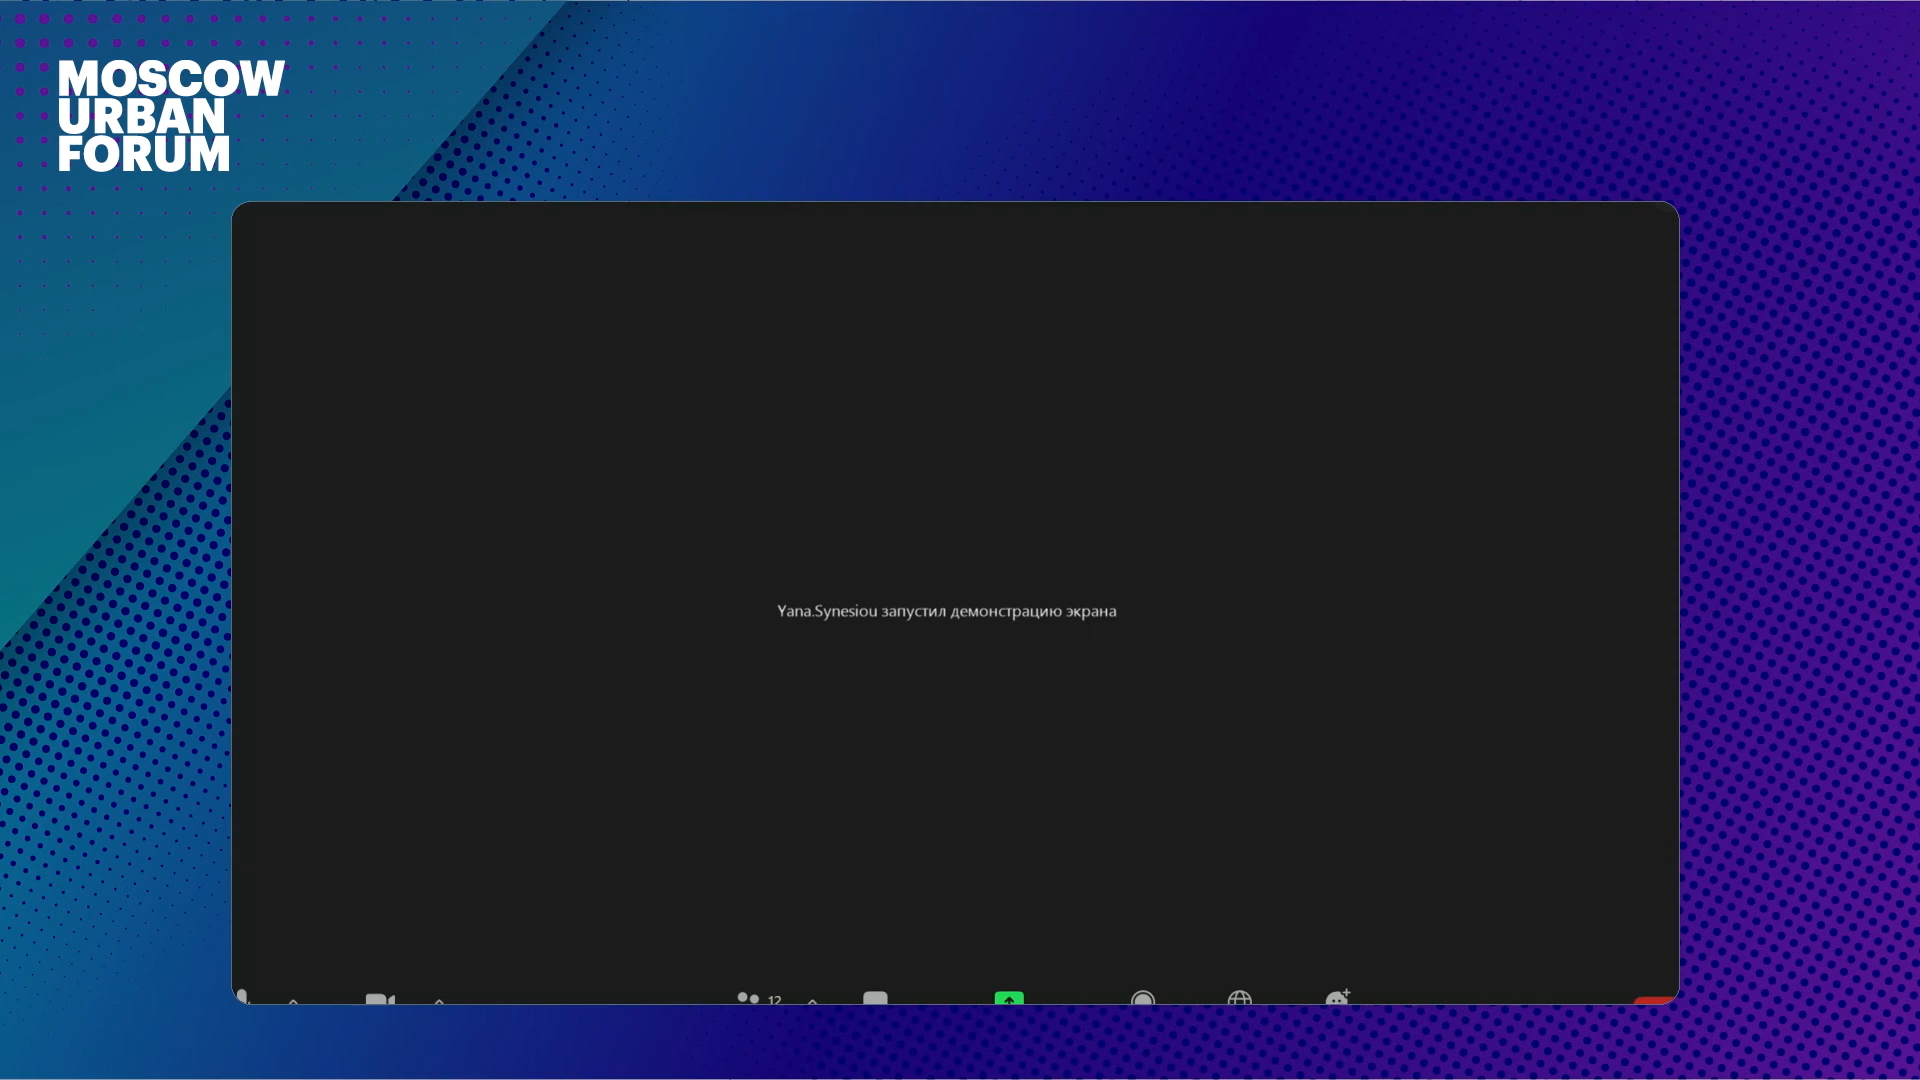 MOSCOW
URBAN
FORUM
Yana.Synesiou запустил демонстрацию экрана
12